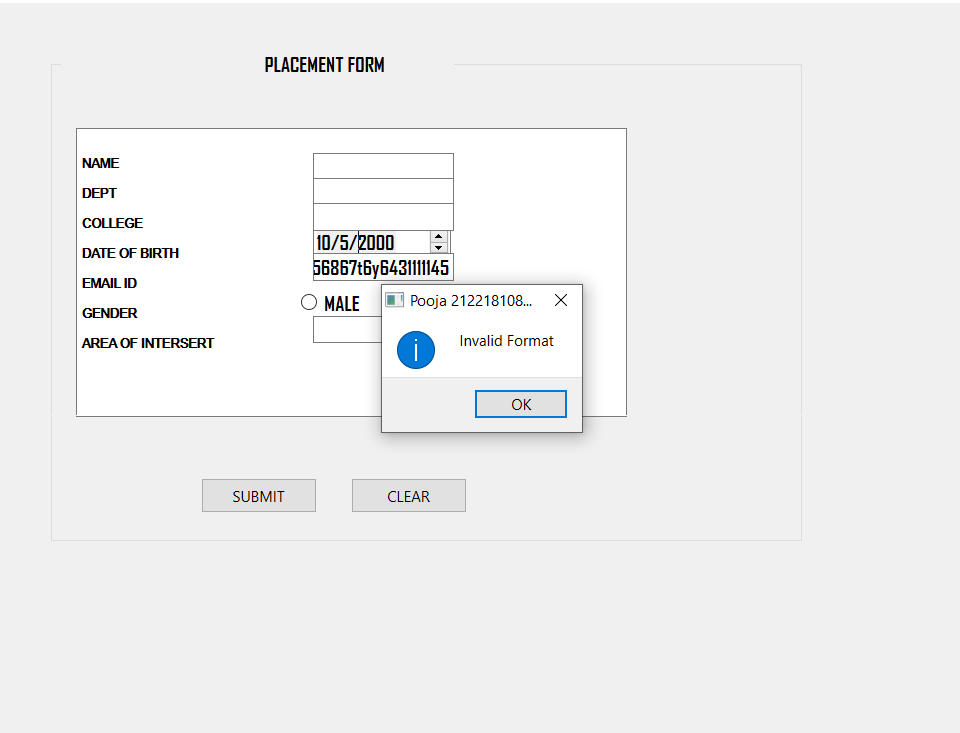 PLACEMENT FORM
NAME
DEPT
COLLEGE
DATE OF BIRTH
10/5/2000
EMAIL ID
56867t6y6431111145
GENDER
MALE
AREA OF INTERSERT
Pooja 212218108...
Invalid Format
OK
SUBMIT
CLEAR